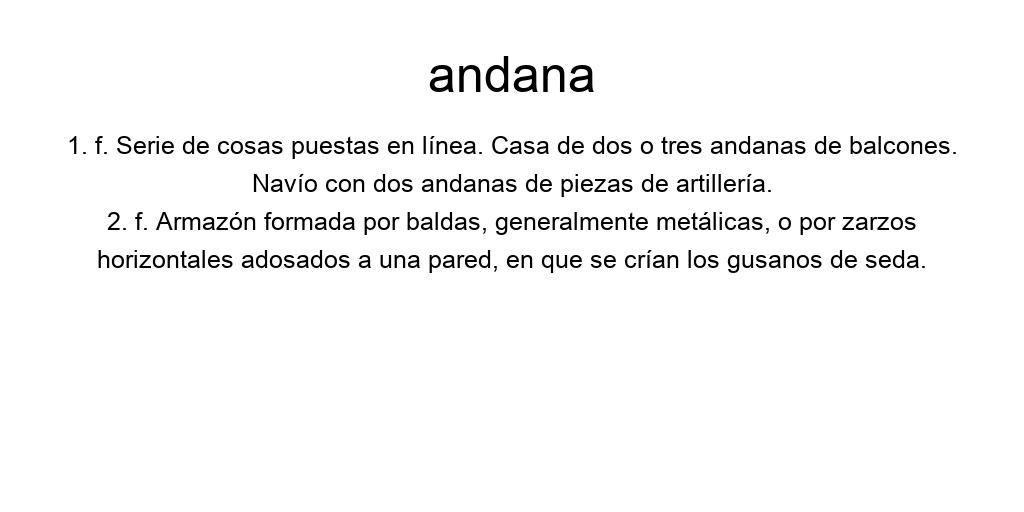 andana
1. f. Serie de cosas puestas en línea. Casa de dos o tres andanas de balcones.
Navío con dos andanas de piezas de artillería.
2. f. Armazón formada por baldas, generalmente metálicas, o por zarzos
horizontales adosados a una pared, en que se crían los gusanos de seda.